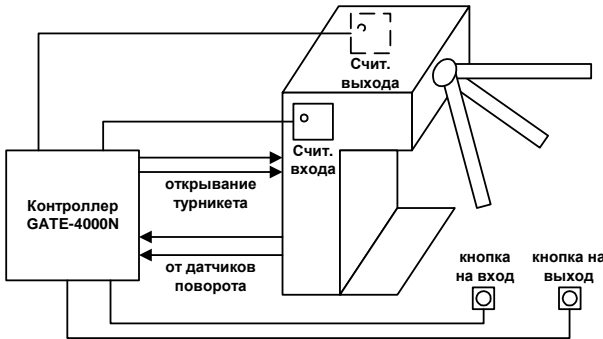 Счит.
выхода
Счит.
входа
открывание
турникета
Контроллер
GATE-4000N
от датчиков
поворота
кнопка
на вход
кнопка на
выход